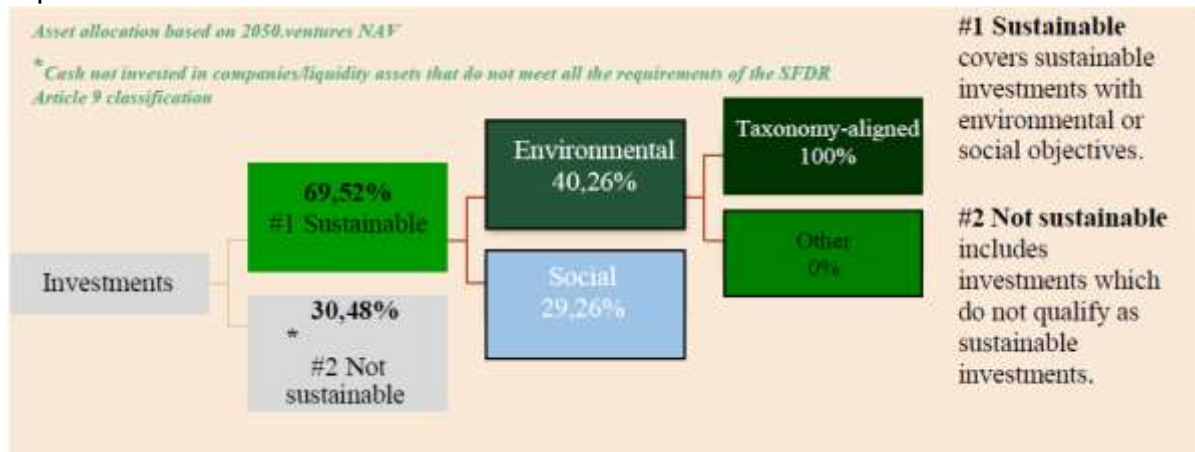 Asset allocation based on 2050.ventures NAV
*Cash not invested in companies/liquidity assets that do not meet all the requirements of the SFDR
Article 9 classification
Investments
69,52%
#1 Sustainable
30,48%
*
#2 Not
sustainable
Environmental
40,26%
Social
29,26%
Taxonomy-aligned
100%
Other
0%
#1 Sustainable
covers sustainable
investments with
environmental or
social objectives.
#2 Not sustainable
includes
investments which
do not qualify as
sustainable
investments.